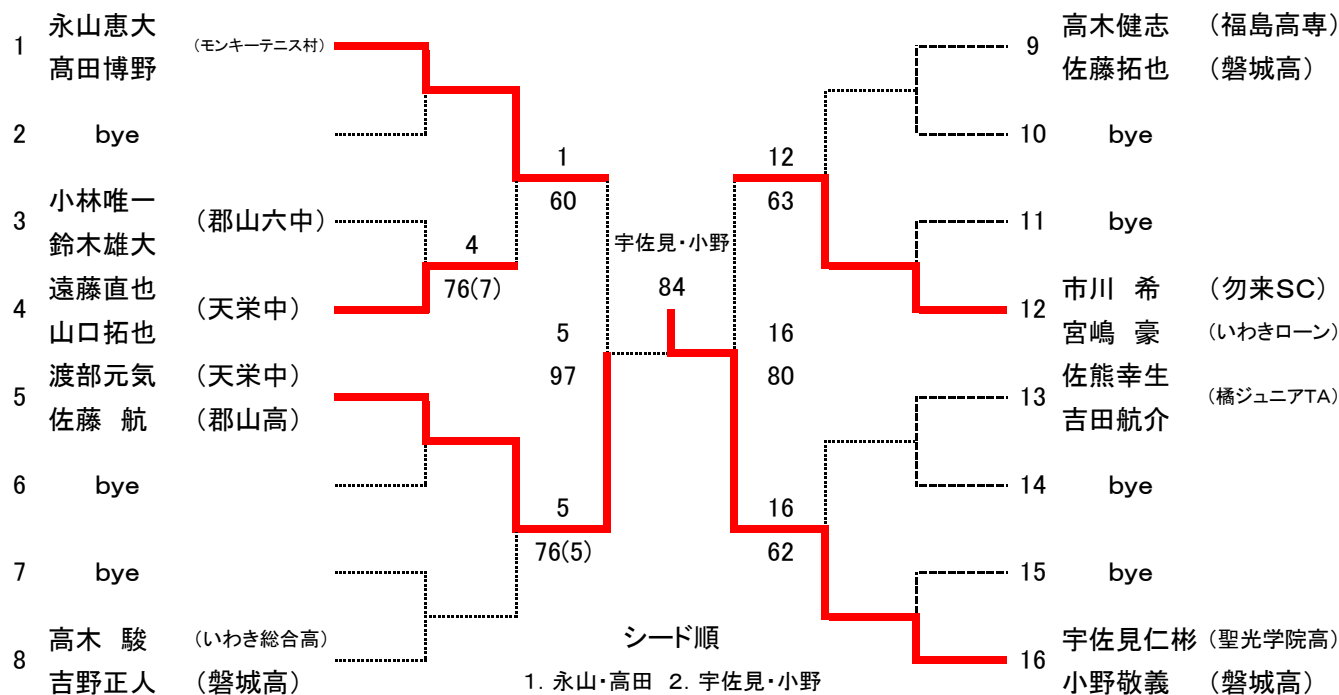 1 永山恵大 （モンキーテニス村）
髙田博野
2 bye
3 小林唯一 （郡山六中）
鈴木雄大
4 遠藤直也 （天栄中）
山口拓也
5 渡部元気 （天栄中）
佐藤 航 （郡山高）
6 bye
7 bye
8 高木 駿 （いわき総合高）
吉野正人 （磐城高）
4
76(7)
1
60
5
76(5)
5
97
宇佐見・小野
84
12
63
16
80
16
62
シード順
1. 永山・高田 2. 宇佐見・小野
9 高木健志 （福島高専）
佐藤拓也 （磐城高）
10 bye
11 bye
12 市川 希 （勿来SC）
宮嶋 豪 （いわきローン）
13 佐熊幸生 （橘ジュニアTA）
吉田航介
14 bye
15 bye
16 宇佐見仁彬 （聖光学院高）
小野敬義 （磐城高）